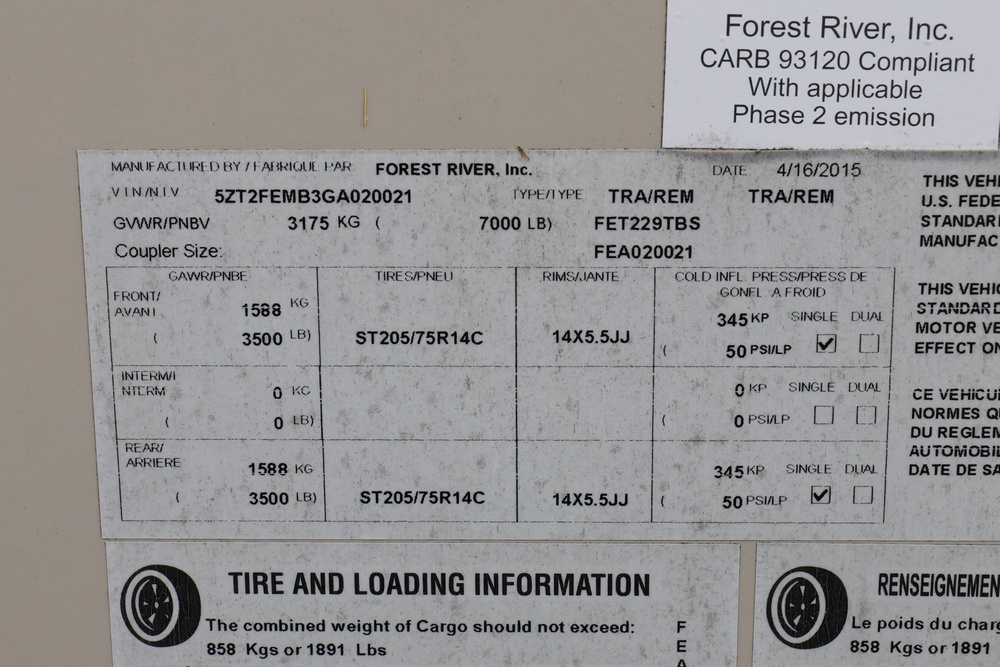 Forest River, Inc.
CARB 93120 Compliant
With applicable
Phase 2 emission
MANUFACTURED BY / FABRIQUE PAR FOREST RIVER, Inc. DATE 4/16/2015
VIN/NIV 5ZT2FEMB3GA020021 TYPE/TYPE TRA/REM TRA/REM
GVWR/PNBV 3175 KG ( 7000 LB) FET229TBS
Coupler Size: FEA020021
GAWR/PNBE TIRES/PNEU RIMS/JANTE COLD INFL. PRESS/PRESS DE
GONFL A FROID
FRONT/
AVANT 1588 KG 345 KP SINGLE DUAL
( 3500 LB) ST205/75R14C 14X5.5JJ ( 50 PSI/LP
INTERM/I
NTERM 0 KG 0 KP SINGLE DUAL
( 0 LB) ( 0 PSI/LP
REAR/
ARRIERE 1588 KG 345 KP SINGLE DUAL
( 3500 LB) ST205/75R14C 14X5.5JJ ( 50 PSI/LP
THIS VEHI
U.S. FEDE
STANDAR
MANUFAC
THIS VEHIC
STANDARD
MOTOR VE
EFFECT ON
CE VEHICU
NORMES Q
DU REGLEM
AUTOMOBIL
DATE DE SA
TIRE AND LOADING INFORMATION
The combined weight of Cargo should not exceed:
858 Kgs or 1891 Lbs
F
E
A
RENSEIGNEMEN
Le poids du charg
858 Kgs or 1891